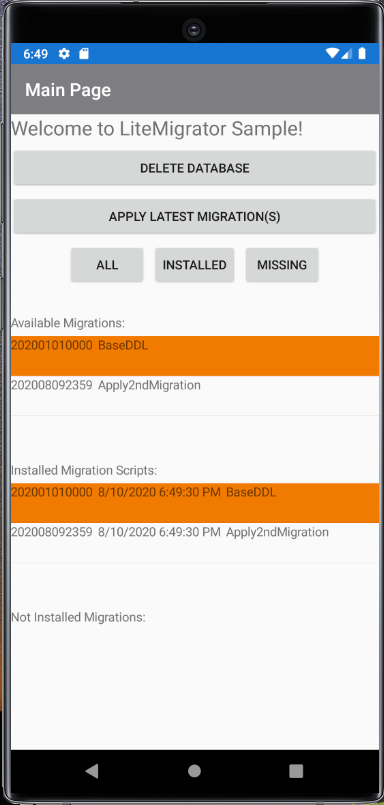 6:49
Main Page
Welcome to LiteMigrator Sample!
DELETE DATABASE
APPLY LATEST MIGRATION(S)
ALL INSTALLED MISSING
Available Migrations:
202001010000 BaseDDL
202008092359 Apply2ndMigration
Installed Migration Scripts:
202001010000 8/10/2020 6:49:30 PM BaseDDL
202008092359 8/10/2020 6:49:30 PM Apply2ndMigration
Not Installed Migrations: